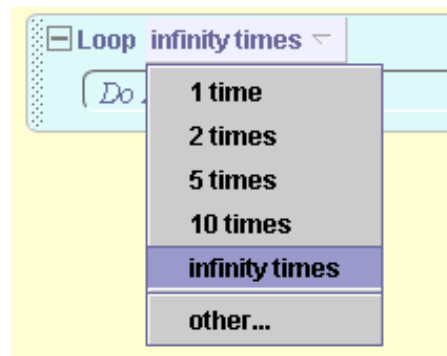 Loop infinity times
Do
1 time
2 times
5 times
10 times
infinity times
other...